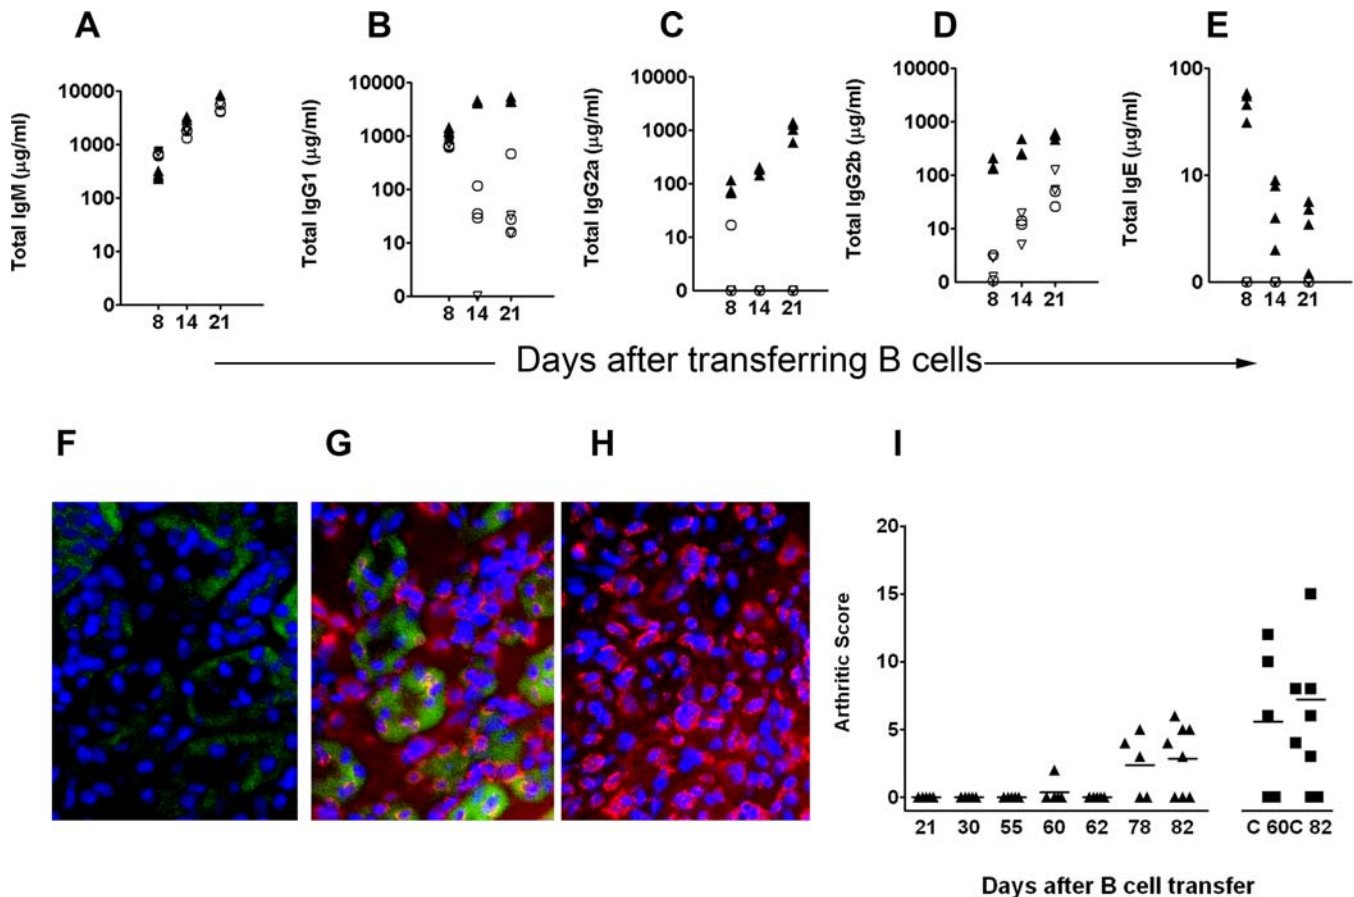 A
B
C
D
E
Total IgM (µg/ml)
10000
1000
100
10
0
8 14 21
Total IgG1 (µg/ml)
10000
1000
100
10
0
8 14 21
Total IgG2a (µg/ml)
10000
1000
100
10
0
8 14 21
Total IgG2b (µg/ml)
10000
1000
100
10
0
8 14 21
Total IgE (µg/ml)
100
10
0
8 14 21
Days after transferring B cells
F
G
H
I
Arthritic Score
20
15
10
5
0
21 30 55 60 62 78 82 C 60C 82
Days after B cell transfer